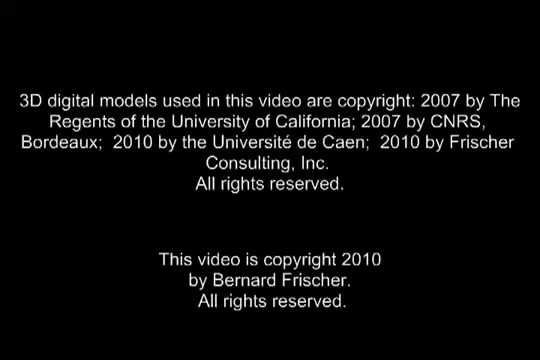 3D digital models used in this video are copyright: 2007 by The
Regents of the University of California; 2007 by CNRS,
Bordeaux;  2010 by the Université de Caen;  2010 by Frischer
Consulting, Inc.
All rights reserved.
This video is copyright 2010
by Bernard Frischer.
All rights reserved.